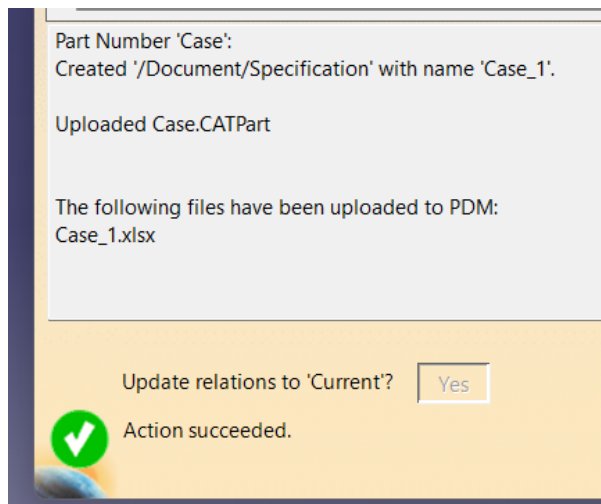 Part Number 'Case':
Created '/Document/Specification' with name 'Case_1'.
Uploaded Case.CATPart
The following files have been uploaded to PDM:
Case_1.xlsx
Update relations to 'Current'? Yes
Action succeeded.